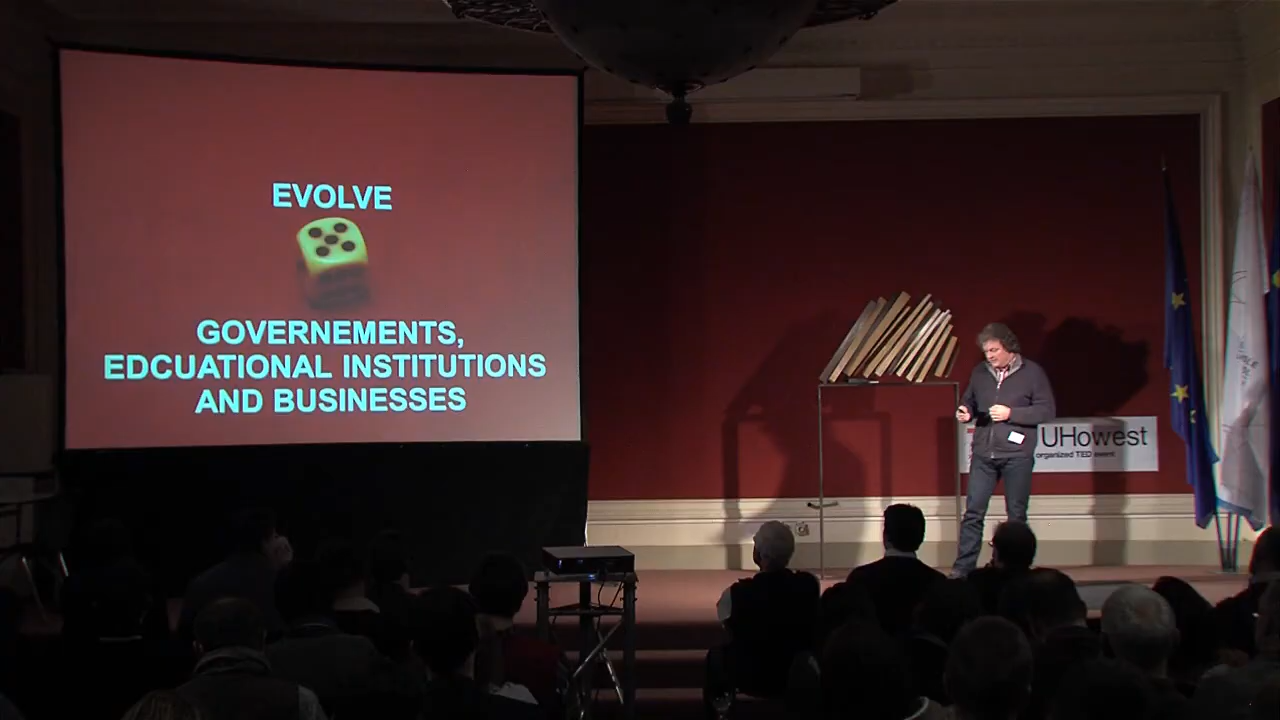 EVOLVE
GOVERNEMENTS,
EDCUATIONAL INSTITUTIONS
AND BUSINESSES
UHowest
organized TED event